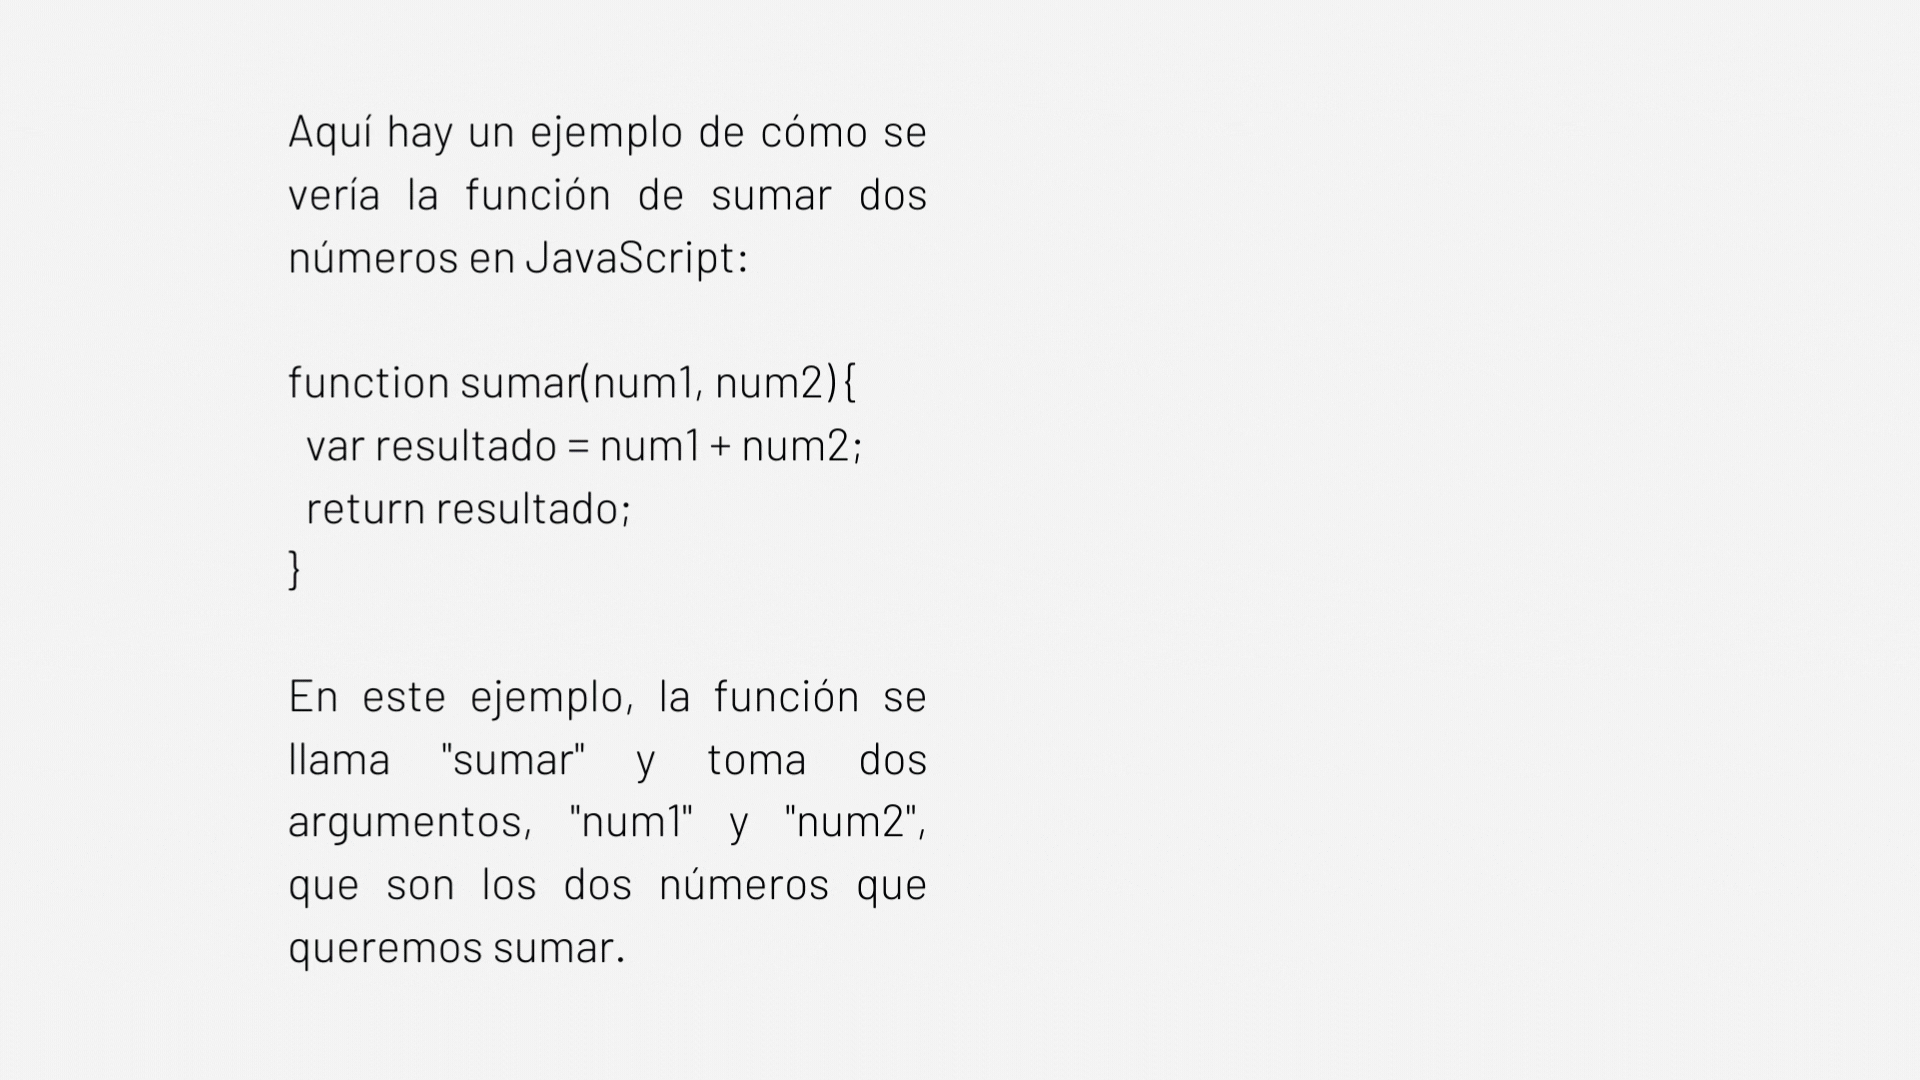 Aquí hay un ejemplo de cómo se
vería la función de sumar dos
números en JavaScript:
function sumar(num1, num2){
  var resultado = num1 + num2;
  return resultado;
}
En este ejemplo, la función se
llama "sumar" y toma dos
argumentos, "num1" y "num2",
que son los dos números que
queremos sumar.